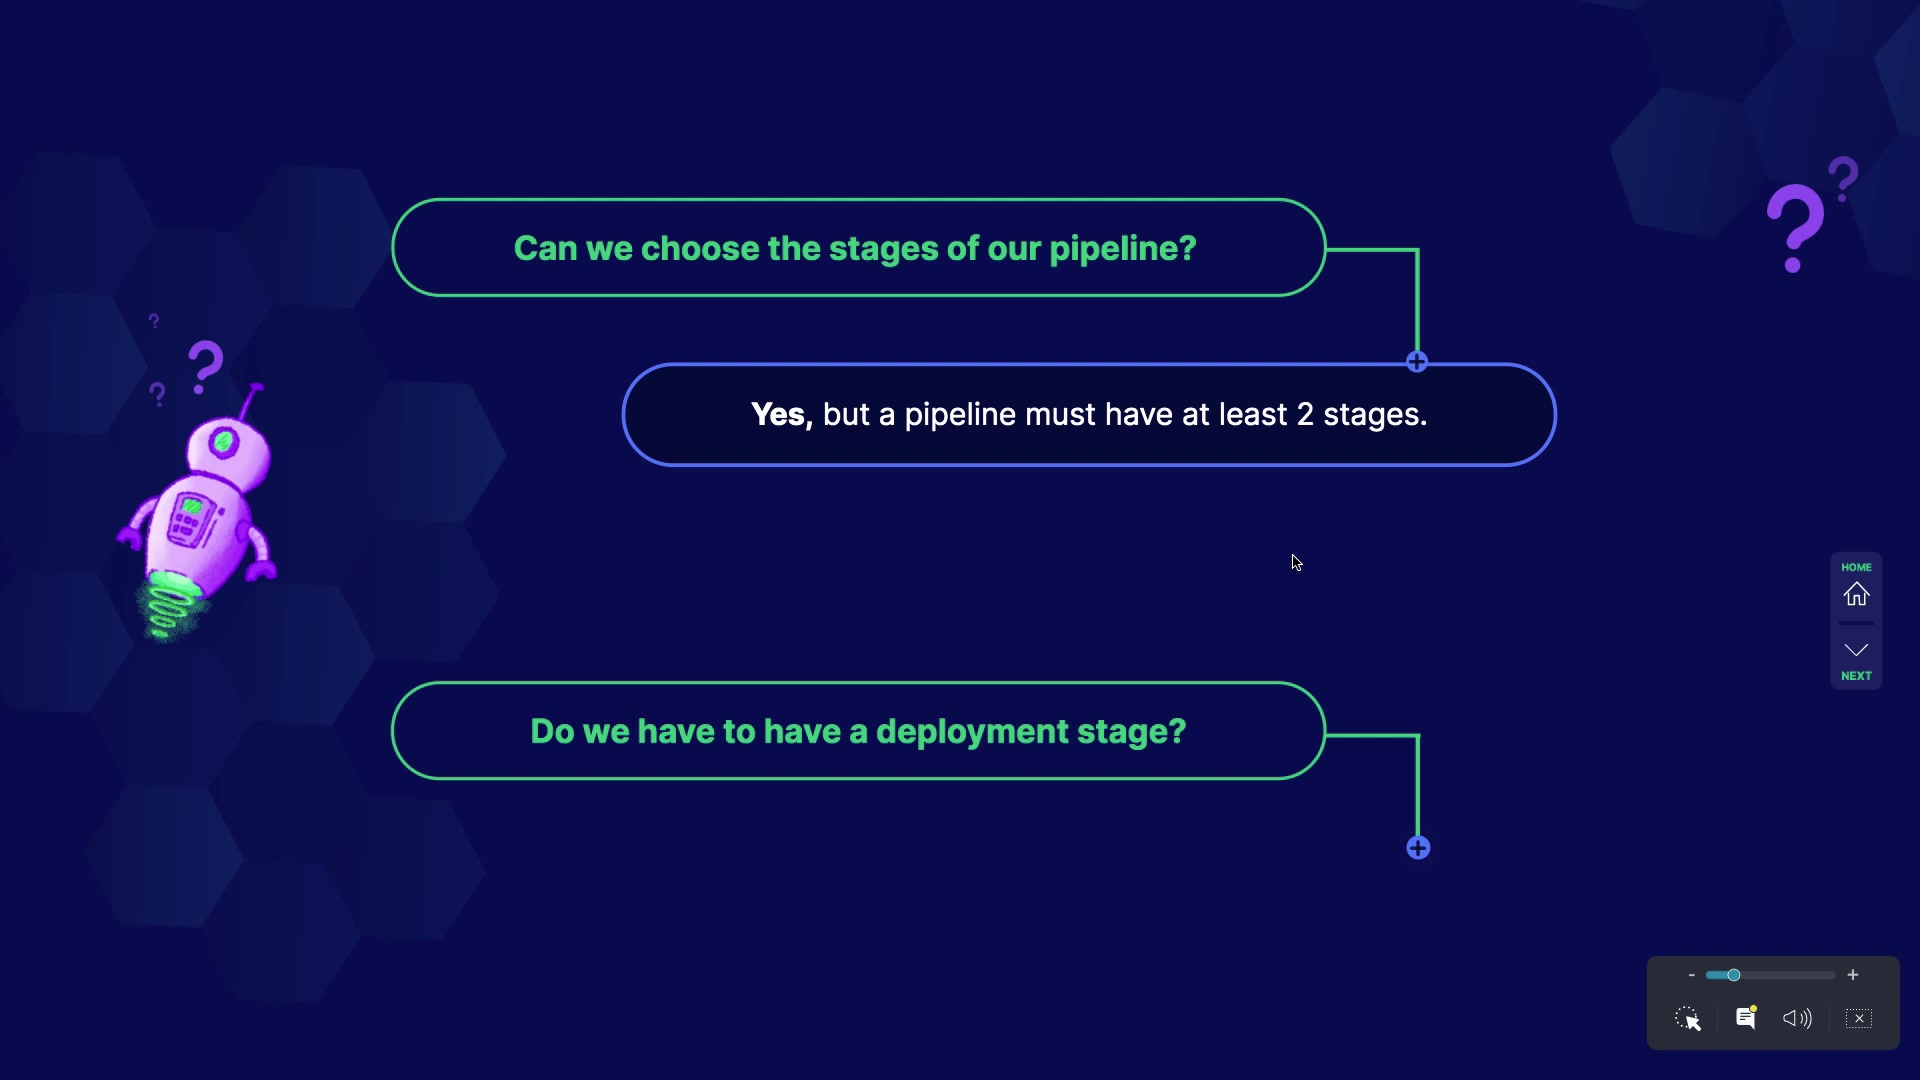 Can we choose the stages of our pipeline?
Yes, but a pipeline must have at least 2 stages.
HOME
NEXT
Do we have to have a deployment stage?